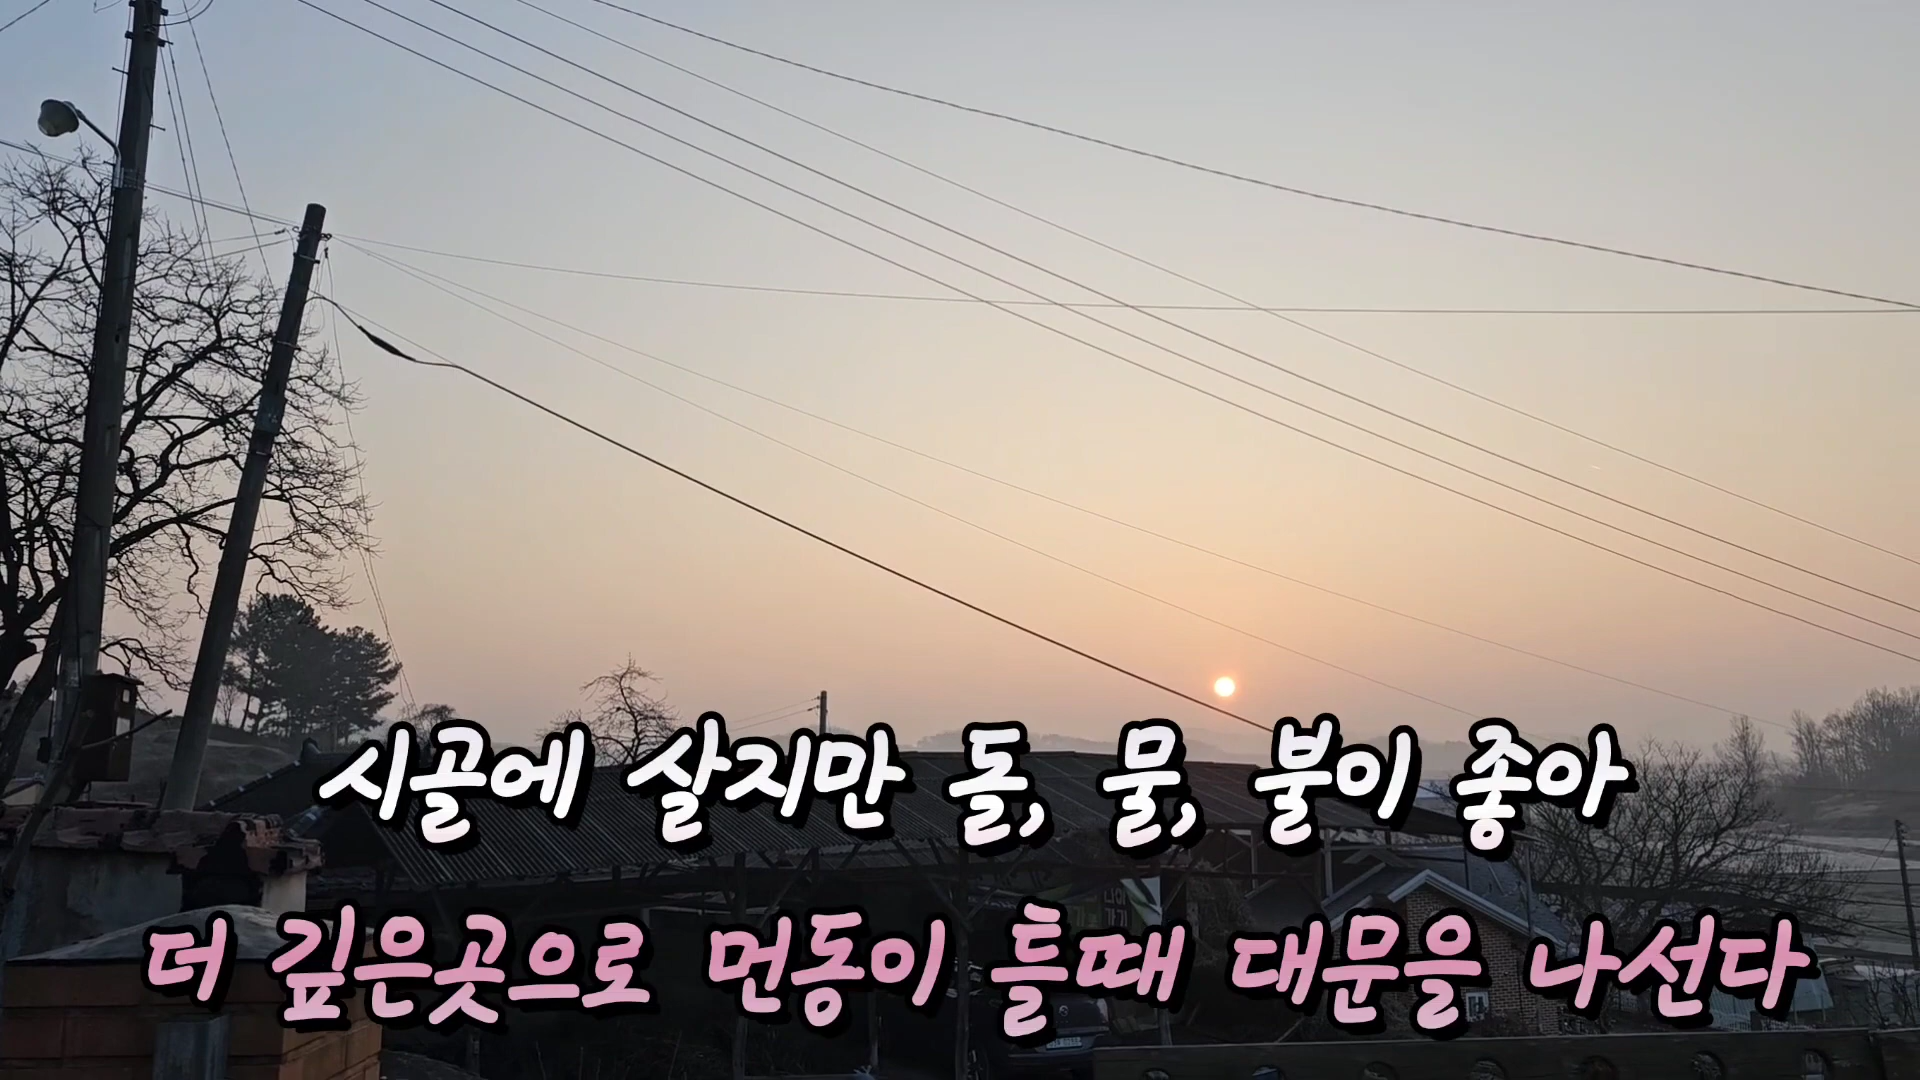 시골에 살지만 돌, 물, 불이 좋아
더 깊은곳으로 먼동이 틀때 대문을 나선다